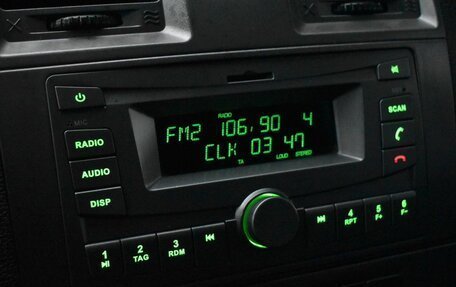 MIC
RADIO
FM2 106,90 4
CLK 03 47
TA LOUD STEREO
RADIO
AUDIO
DISP
SCAN
1
2 TAG
3 RDM
4 RPT
5 F+
6 F-